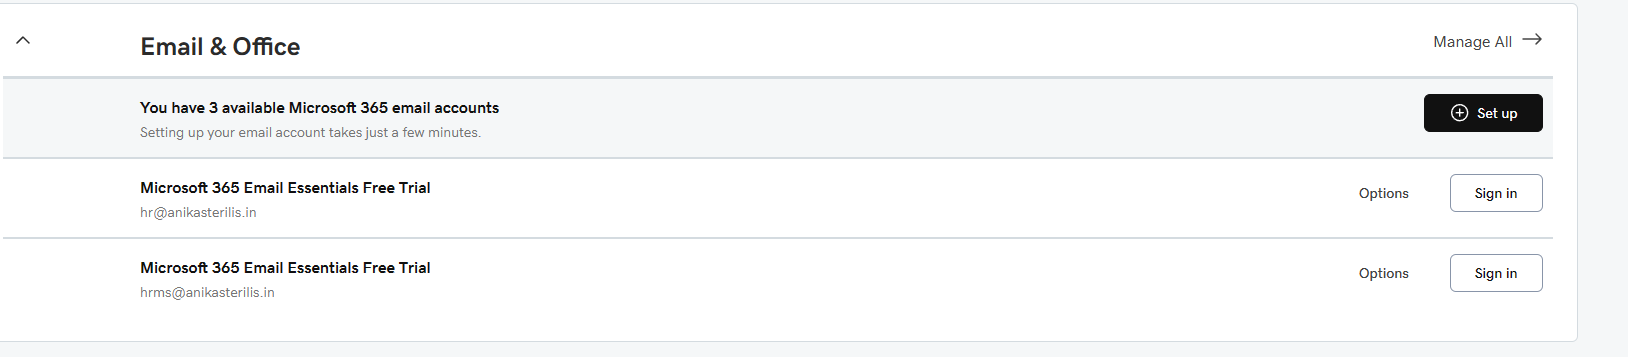 Email & Office
Manage All
You have 3 available Microsoft 365 email accounts
Setting up your email account takes just a few minutes.
Set up
Microsoft 365 Email Essentials Free Trial
hr@anikasterilis.in
Options
Sign in
Microsoft 365 Email Essentials Free Trial
hrms@anikasterilis.in
Options
Sign in